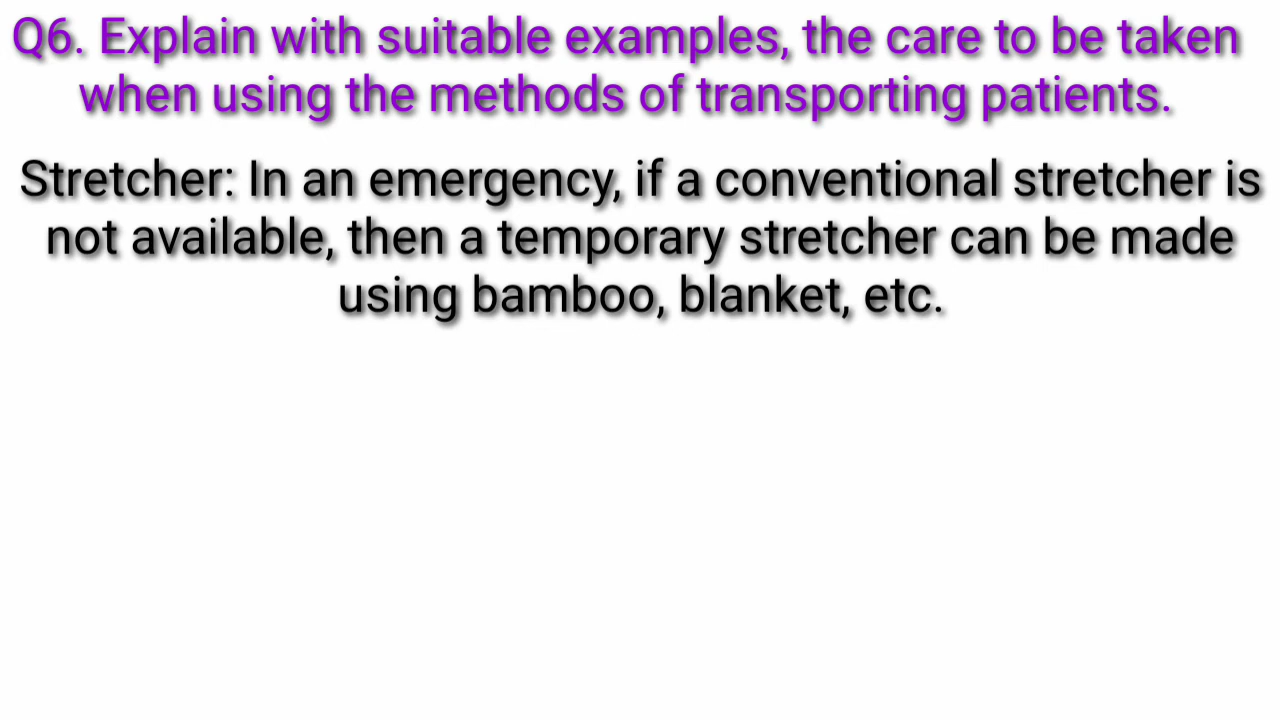 Q6. Explain with suitable examples, the care to be taken
when using the methods of transporting patients.
Stretcher: In an emergency, if a conventional stretcher is
not available, then a temporary stretcher can be made
using bamboo, blanket, etc.